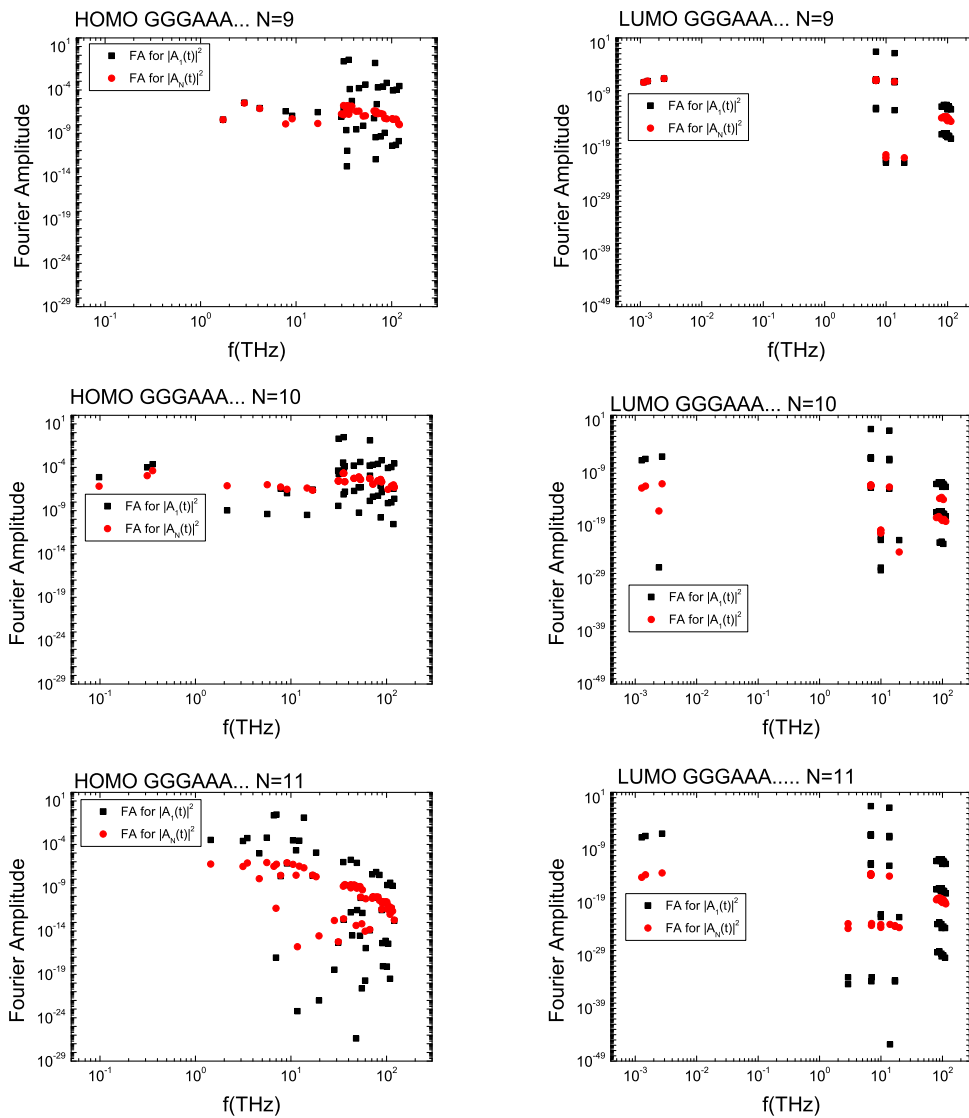 HOMO GGGAAA... N=9
FA for |A₁(t)|²
FA for |A_N(t)|²
Fourier Amplitude
10¹
10⁻⁴
10⁻⁹
10⁻¹⁴
10⁻¹⁹
10⁻²⁴
10⁻²⁹
10⁻¹
10⁰
10¹
10²
f(THz)
LUMO GGGAAA... N=9
FA for |A₁(t)|²
FA for |A_N(t)|²
Fourier Amplitude
10¹
10⁻⁹
10⁻¹⁹
10⁻²⁹
10⁻³⁹
10⁻⁴⁹
10⁻³
10⁻²
10⁻¹
10⁰
10¹
10²
f(THz)
HOMO GGGAAA... N=10
FA for |A₁(t)|²
FA for |A_N(t)|²
Fourier Amplitude
10¹
10⁻⁴
10⁻⁹
10⁻¹⁴
10⁻¹⁹
10⁻²⁴
10⁻²⁹
10⁻¹
10⁰
10¹
10²
f(THz)
LUMO GGGAAA... N=10
FA for |A₁(t)|²
FA for |A₁(t)|²
Fourier Amplitude
10¹
10⁻⁹
10⁻¹⁹
10⁻²⁹
10⁻³⁹
10⁻⁴⁹
10⁻³
10⁻²
10⁻¹
10⁰
10¹
10²
f(THz)
HOMO GGGAAA... N=11
FA for |A₁(t)|²
FA for |A_N(t)|²
Fourier Amplitude
10¹
10⁻⁴
10⁻⁹
10⁻¹⁴
10⁻¹⁹
10⁻²⁴
10⁻²⁹
10⁻¹
10⁰
10¹
10²
f(THz)
LUMO GGGAAA..... N=11
FA for |A₁(t)|²
FA for |A_N(t)|²
Fourier Amplitude
10¹
10⁻⁹
10⁻¹⁹
10⁻²⁹
10⁻³⁹
10⁻⁴⁹
10⁻³
10⁻²
10⁻¹
10⁰
10¹
10²
f(THz)